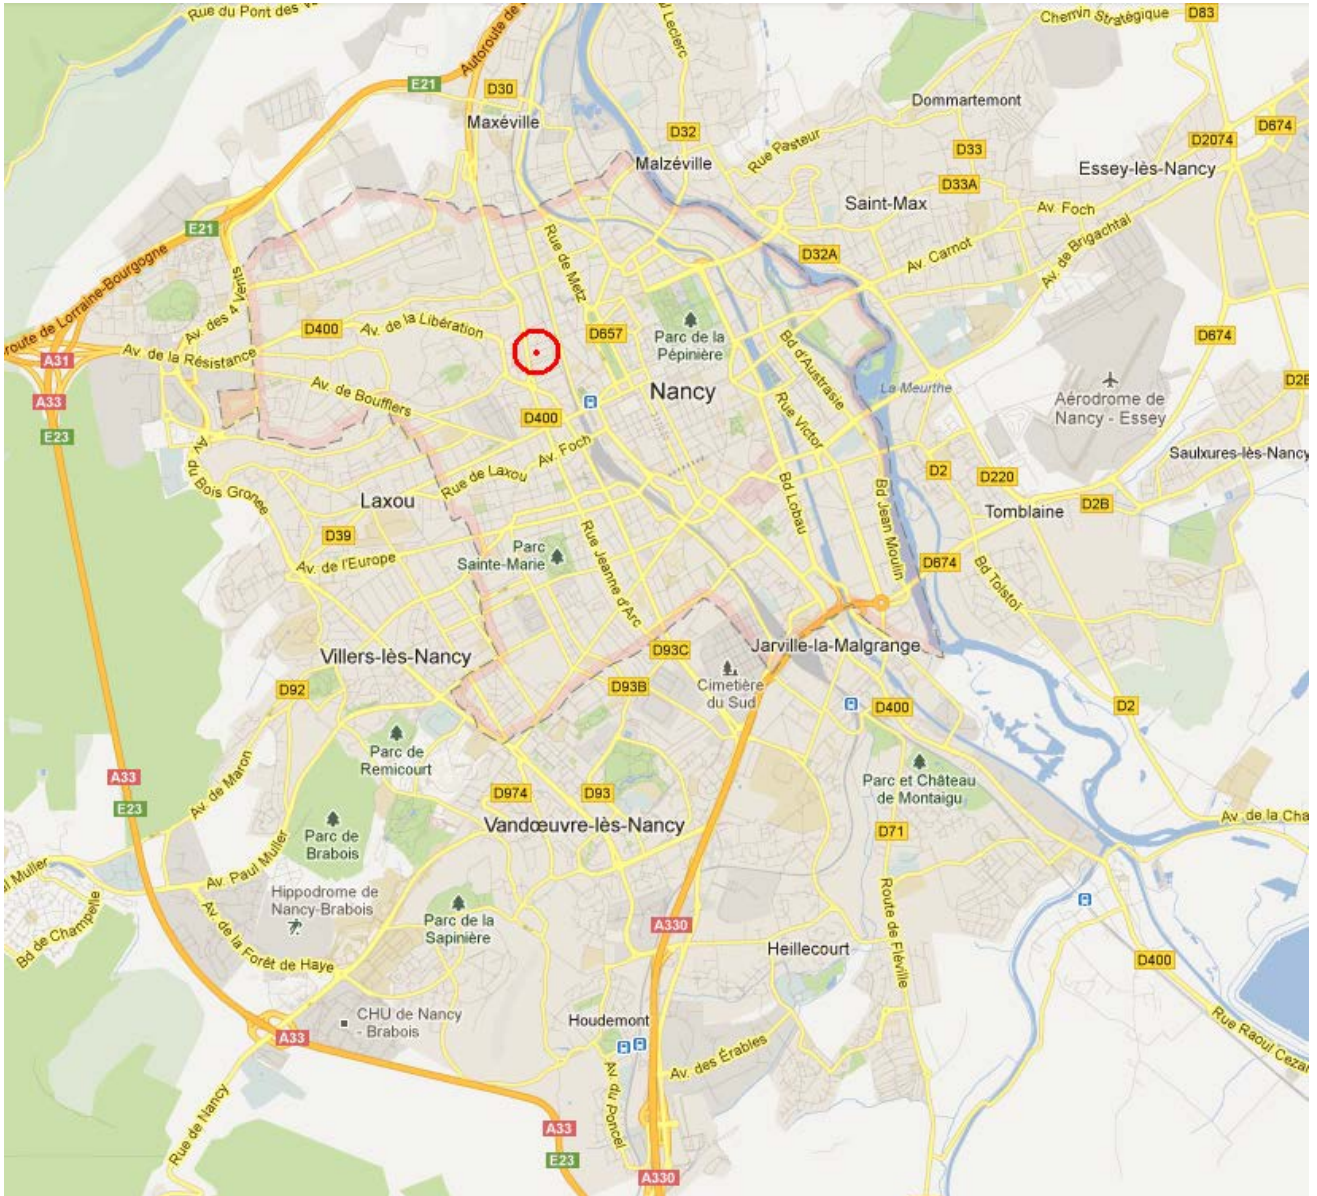 Rue du Pont des
Autoroute de
Leclerc
Chemin Stratégique
D83
E21
D30
Maxéville
Dommartemont
D32
Rue Pasteur
D33
D2074
D674
Malzéville
Essey-lès-Nancy
D33A
Saint-Max
Av. Foch
E21
Rue de Metz
D32A
Av. Carnot
Av. de Brigachtal
route de Lorraine-Bourgogne
Av. des 4 Vents
D400
Av. de la Libération
D657
Parc de la
Pépinière
Bd d'Austrasie
D674
A31
Av. de la Résistance
Av. de Boufflers
Nancy
La Meurthe
Aérodrome de
Nancy - Essey
A33
D400
Rue Victor
E23
Av. du Bois Gronée
Rue de Laxou
Av. Foch
Saulxures-lès-Nancy
Laxou
D2
D220
Bd Lobau
Bd Jean Moulin
Tomblaine
D2B
D39
Parc
Sainte-Marie
Rue Jeanne d'Arc
Av. de l'Europe
D674
Bd Tolstoï
Villers-lès-Nancy
D93C
Jarville-la-Malgrange
D92
D93B
Cimetière
du Sud
D400
D2
Parc de
Remicourt
Av. de Maron
A33
E23
D974
D93
Parc et Château
de Montaigu
Vandœuvre-lès-Nancy
D71
Av. de la Cha
Parc de
Brabois
Av. Paul Muller
Muller
Hippodrome de
Nancy-Brabois
Bd de Champelle
Av. de la Forêt de Haye
Parc de la
Sapinière
A330
Heillecourt
Route de Fléville
D400
CHU de Nancy
- Brabois
A33
Houdemont
Rue Raoul Cezar
Av. des Érables
Av. du Poncel
Rue de Nancy
A33
E23
A330